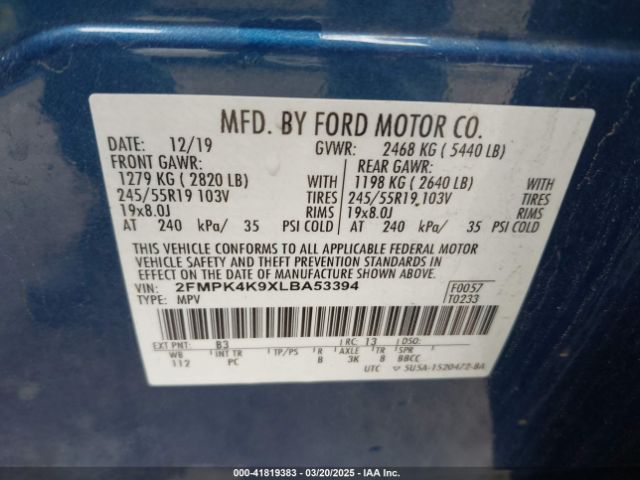 MFD. BY FORD MOTOR CO.
DATE: 12/19 GVWR: 2468 KG ( 5440 LB)
FRONT GAWR: REAR GAWR:
1279 KG ( 2820 LB) WITH 1198 KG ( 2640 LB) WITH
245/55R19 103V TIRES 245/55R19 103V TIRES
19x8.0J RIMS 19x8.0J RIMS
AT 240 kPa/ 35 PSI COLD AT 240 kPa/ 35 PSI COLD
THIS VEHICLE CONFORMS TO ALL APPLICABLE FEDERAL MOTOR
VEHICLE SAFETY AND THEFT PREVENTION STANDARDS IN
EFFECT ON THE DATE OF MANUFACTURE SHOWN ABOVE.
VIN: 2FMPK4K9XLBA53394 F0057
TYPE: MPV T0233
EXT PNT: B3 RC: 13 DSO:
WB INT TR TP/PS R AXLE TR SPR
112 PC B 3K 8 BBCC
UTC 5U5A-1520472-BA
000-41819383 - 03/20/2025 - IAA Inc.